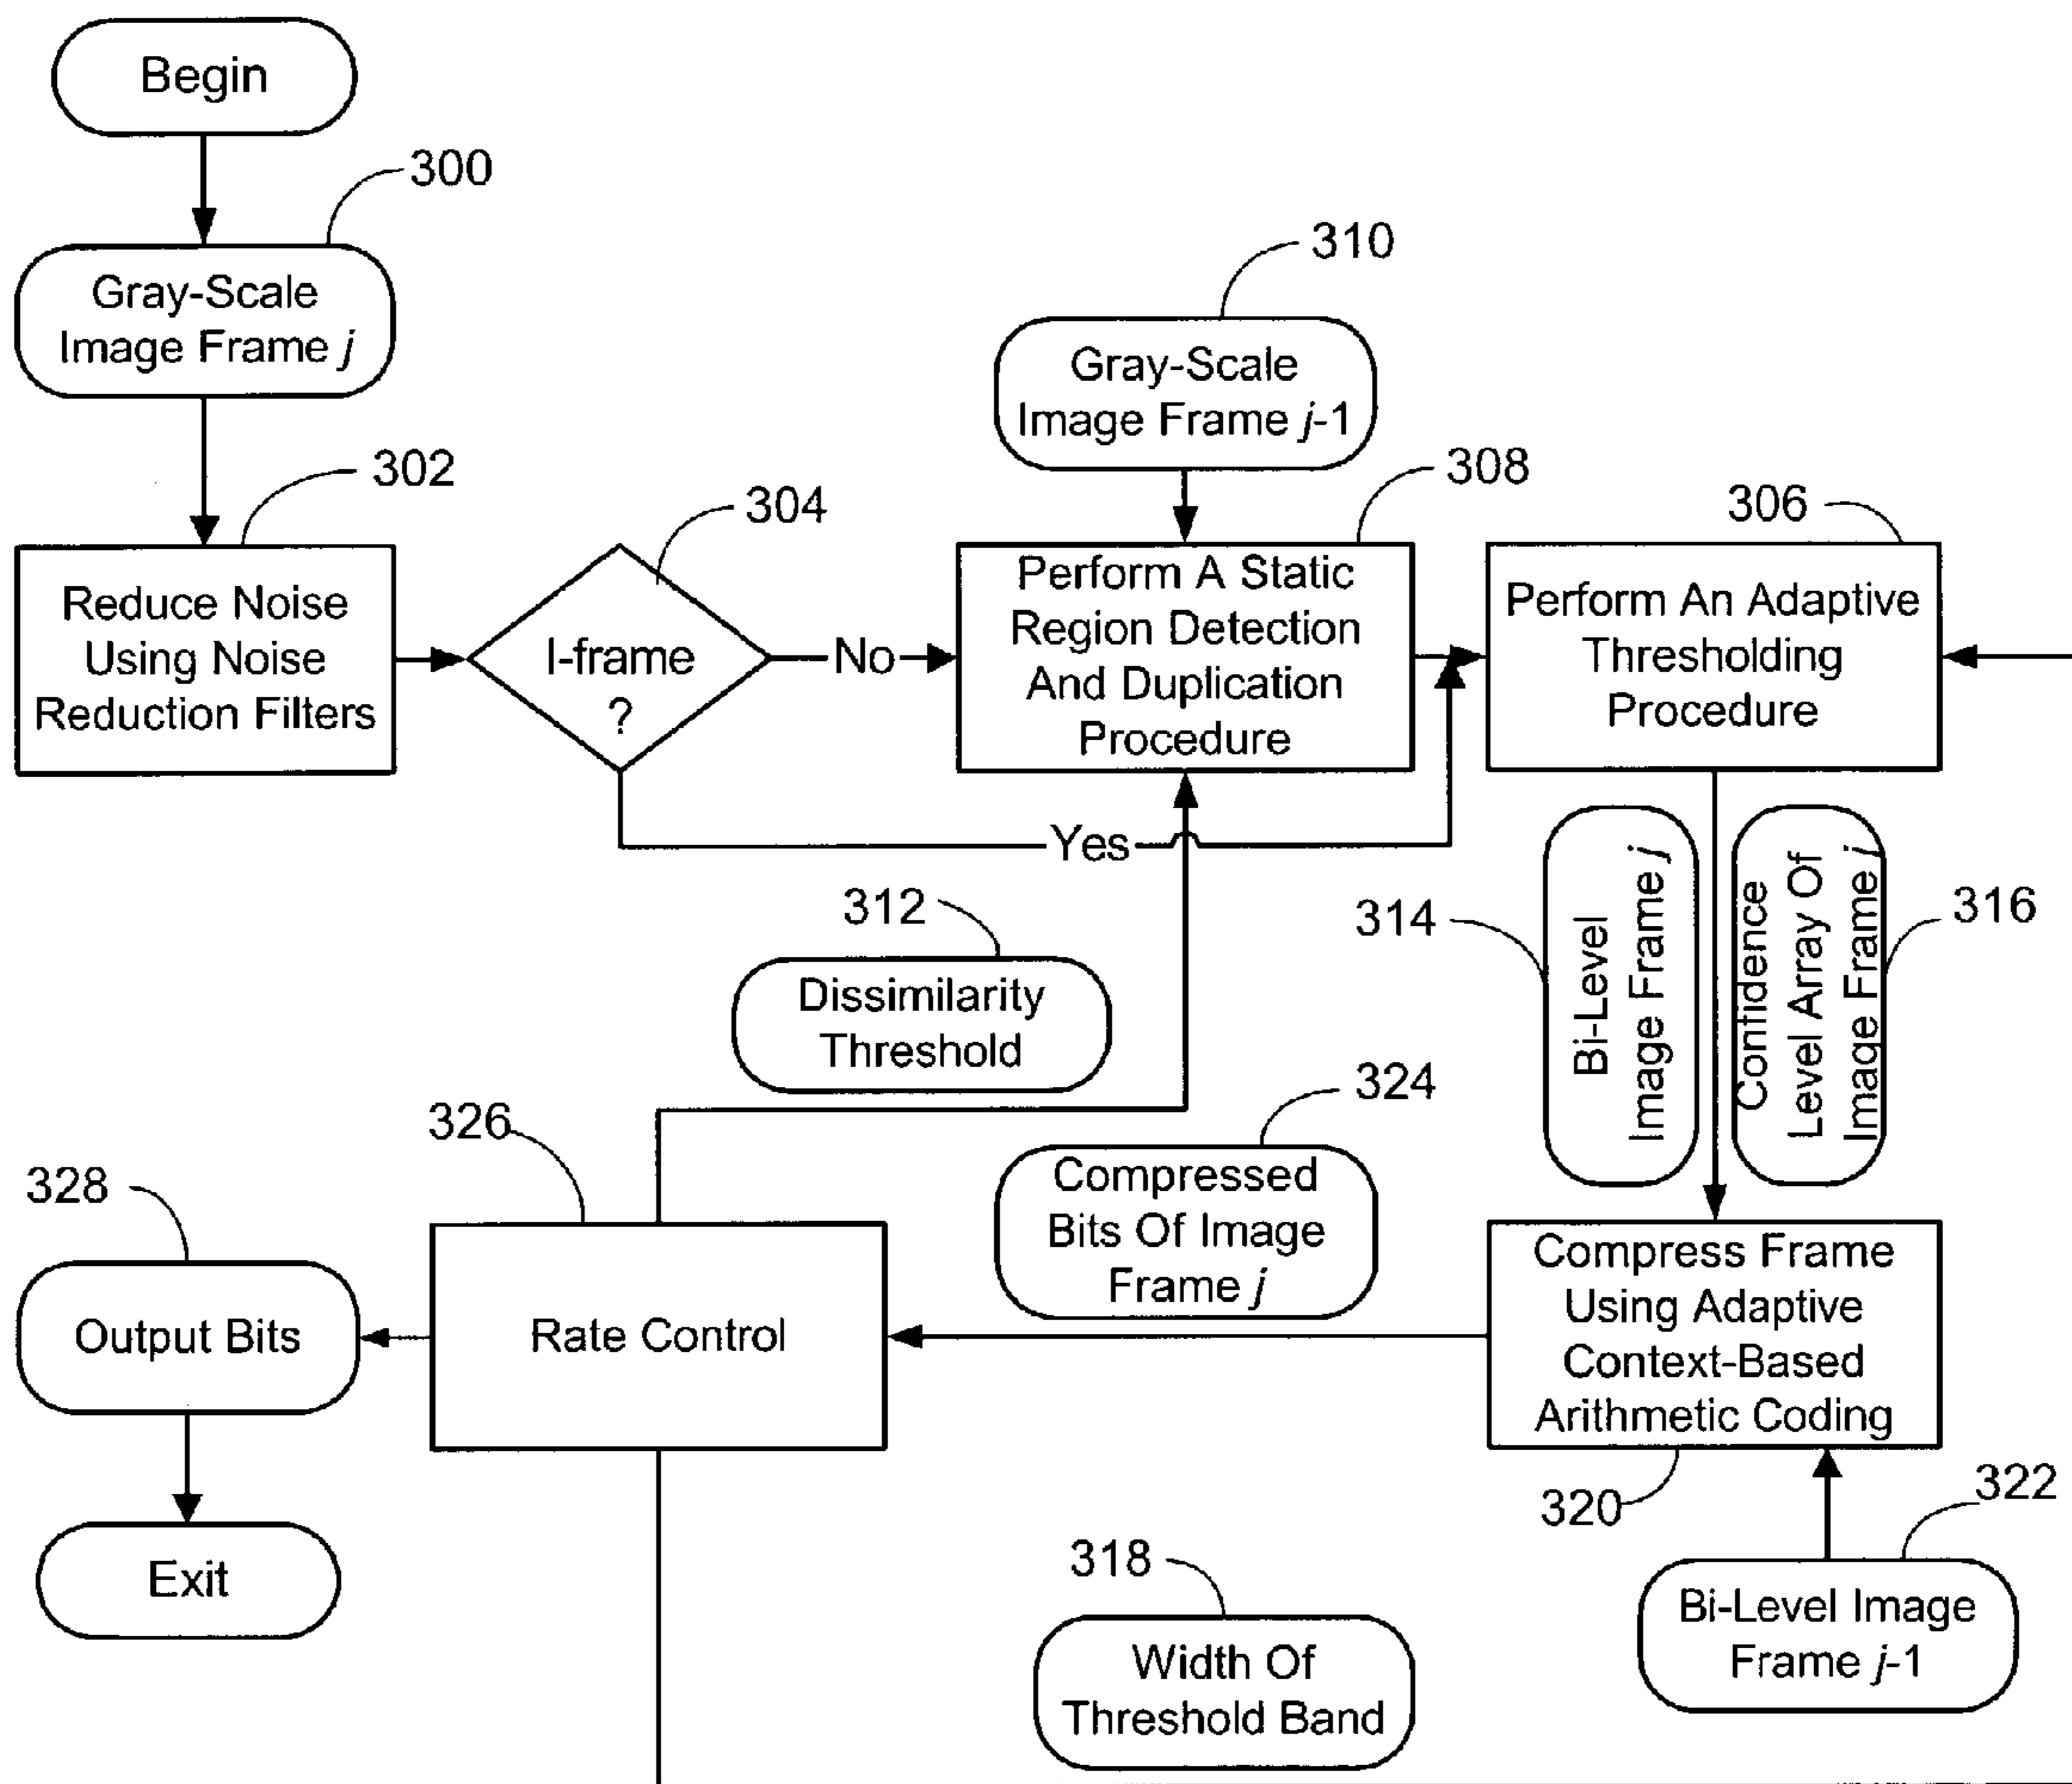 Begin
300
Gray-Scale
Image Frame j
310
Gray-Scale
Image Frame j-1
302
Reduce Noise
Using Noise
Reduction Filters
304
I-frame
?
No
Yes
308
Perform A Static
Region Detection
And Duplication
Procedure
306
Perform An Adaptive
Thresholding
Procedure
312
Dissimilarity
Threshold
314
Bi-Level
Image Frame j
Confidence
Level Array Of
Image Frame j
316
324
Compressed
Bits Of Image
Frame j
326
Rate Control
328
Output Bits
Exit
Compress Frame
Using Adaptive
Context-Based
Arithmetic Coding
320
322
Bi-Level Image
Frame j-1
318
Width Of
Threshold Band